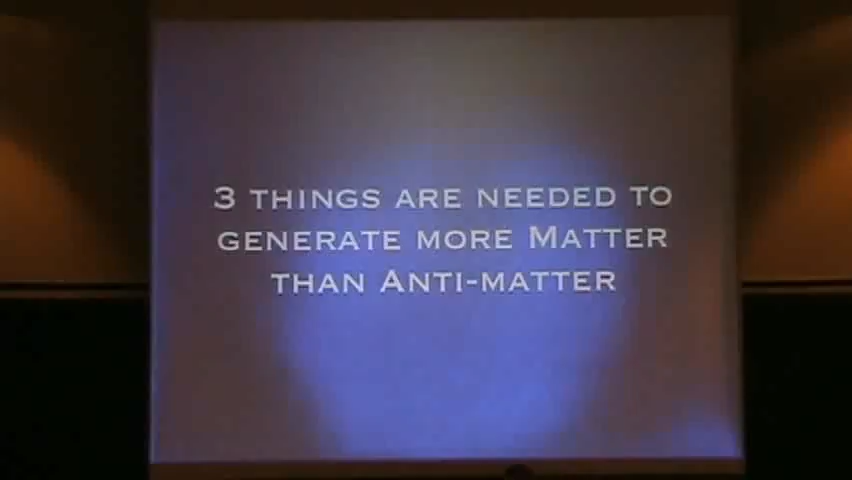 3 THINGS ARE NEEDED TO
GENERATE MORE MATTER
THAN ANTI-MATTER